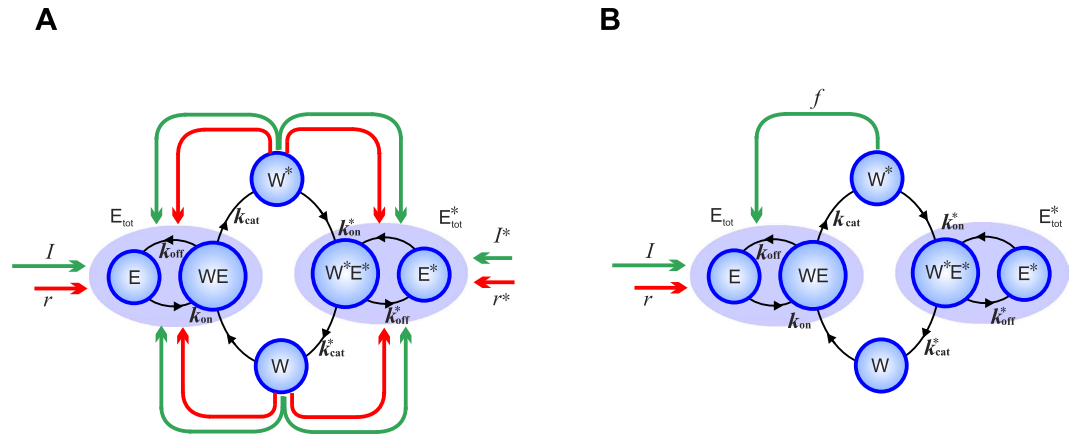 A
B
f
W*
W*
E_tot
k_cat
k*_on
E*_tot
E_tot
k_cat
k*_on
E*_tot
I
k_off
I*
I
k_off
E
WE
W*E*
E*
E
WE
W*E*
E*
r
k_on
k*_off
r*
r
k_on
k*_off
k*_cat
k*_cat
W
W